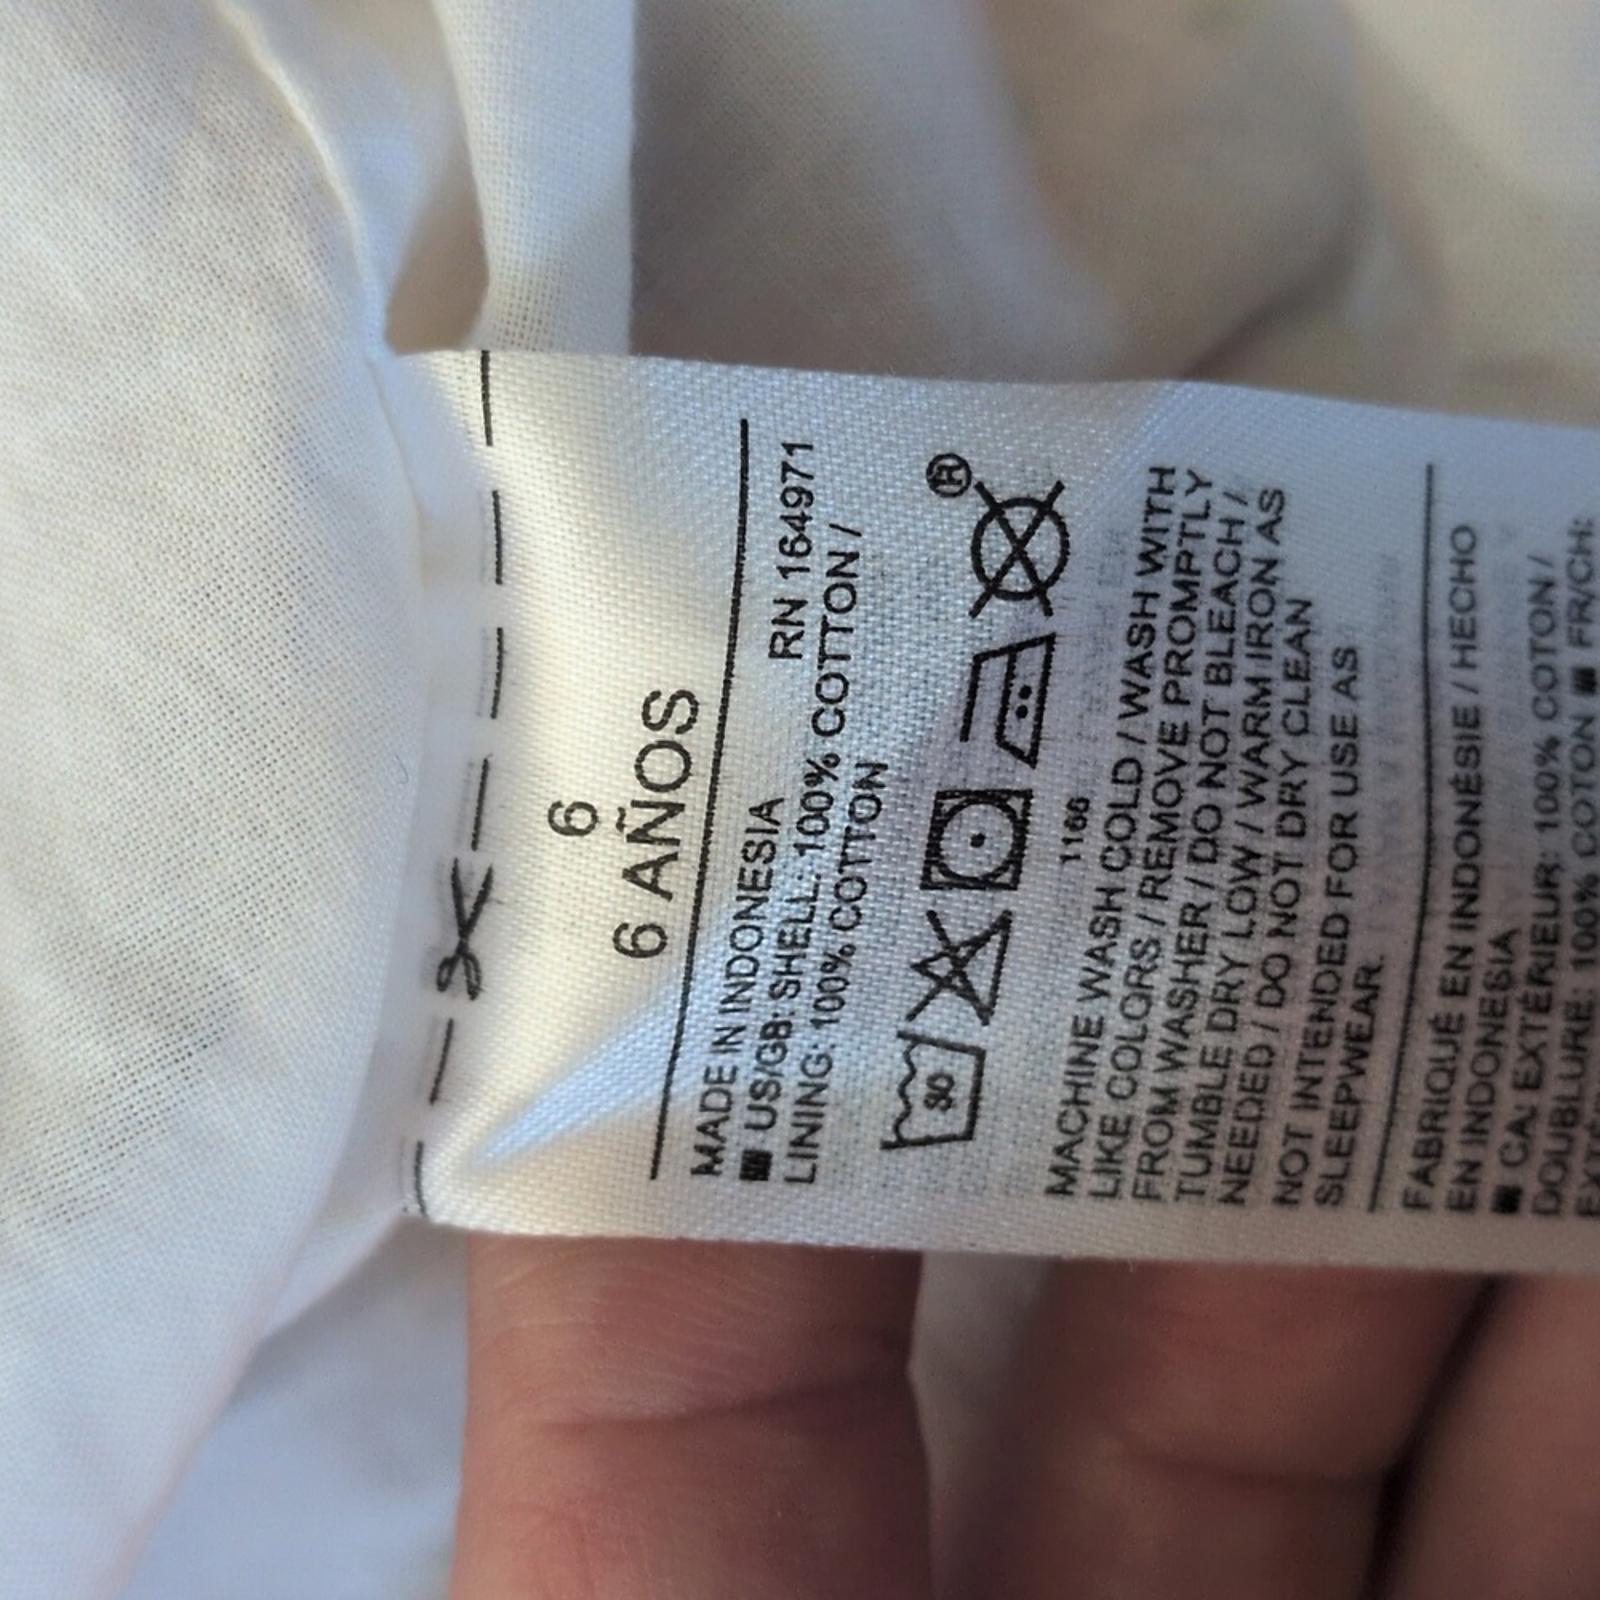 6
6 AÑOS
MADE IN INDONESIA
RN 164971
■ US/GB: SHELL: 100% COTTON /
LINING: 100% COTTON
30
®
1166
MACHINE WASH COLD / WASH WITH
LIKE COLORS / REMOVE PROMPTLY
FROM WASHER / DO NOT BLEACH /
TUMBLE DRY LOW / WARM IRON AS
NEEDED / DO NOT DRY CLEAN
NOT INTENDED FOR USE AS
SLEEPWEAR.
FABRIQUÉ EN INDONÉSIE / HECHO
EN INDONESIA
■ CA: EXTÉRIEUR: 100% COTON /
DOUBLURE: 100% COTON ■ FR/CH: